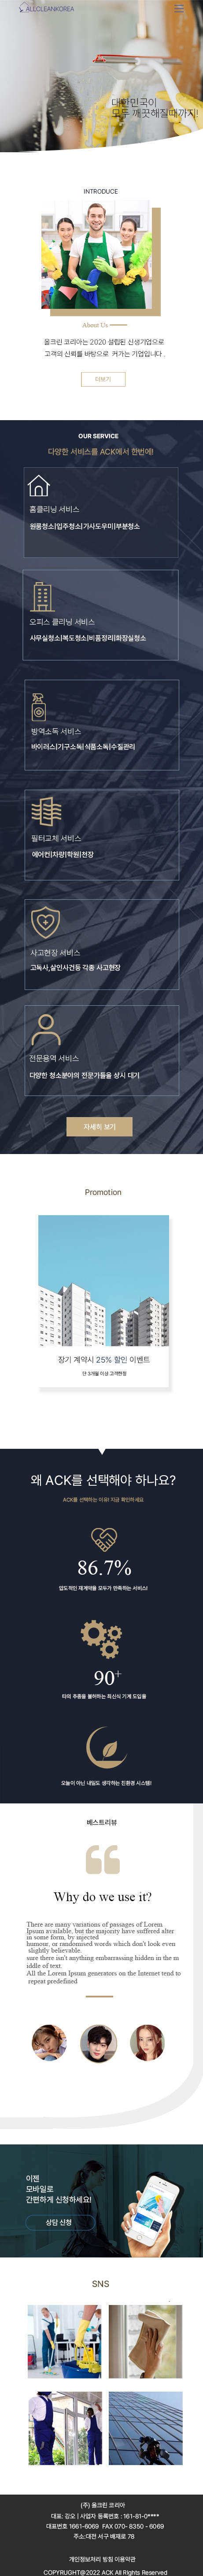 ALLCLEANKOREA
대한민국이
모두 깨끗해질때까지!
INTRODUCE
About Us
올크린 코리아는 2020 설립된 신생기업으로
고객의 신뢰를 바탕으로 커가는 기업입니다.
더보기
OUR SERVICE
다양한 서비스를 ACK에서 한번에!
홈클리닝 서비스
원룸청소|입주청소|가사도우미|부분청소
오피스 클리닝 서비스
사무실청소|복도청소|비품정리|화장실청소
방역소독 서비스
바이러스|기구소독|식품소독|수질관리
필터교체 서비스
에어컨|차량|학원|전장
사고현장 서비스
고독사,살인사건등 각종 사고현장
전문용역 서비스
다양한 청소분야의 전문가들을 상시 대기
자세히 보기
Promotion
장기 계약시 25% 할인 이벤트
단 3개월 이상 고객한정
왜 ACK를 선택해야 하나요?
ACK를 선택하는 이유! 지금 확인하세요
86.7%
압도적인 재계약율 모두가 만족하는 서비스!
90+
타의 추종을 불허하는 최신식 기계 도입율
오늘이 아닌 내일도 생각하는 친환경 시스템!
베스트리뷰
Why do we use it?
There are many variations of passages of Lorem
Ipsum available, but the majority have suffered alter
in some form, by injected
humour, or randomised words which don't look even
slightly believable.
sure there isn't anything embarrassing hidden in the m
iddle of text.
All the Lorem Ipsum generators on the Internet tend to
repeat predefined
이젠
모바일로
간편하게 신청하세요!
상담 신청
SNS
(주) 올크린 코리아
대표: 강오 | 사업자 등록번호 : 161-81-0****
대표번호 1661-6069 FAX 070- 8350 - 6069
주소:대전 서구 배재로 78
개인정보처리 방침 이용약관
COPYRUGHT@2022 ACK All Rights Reserved